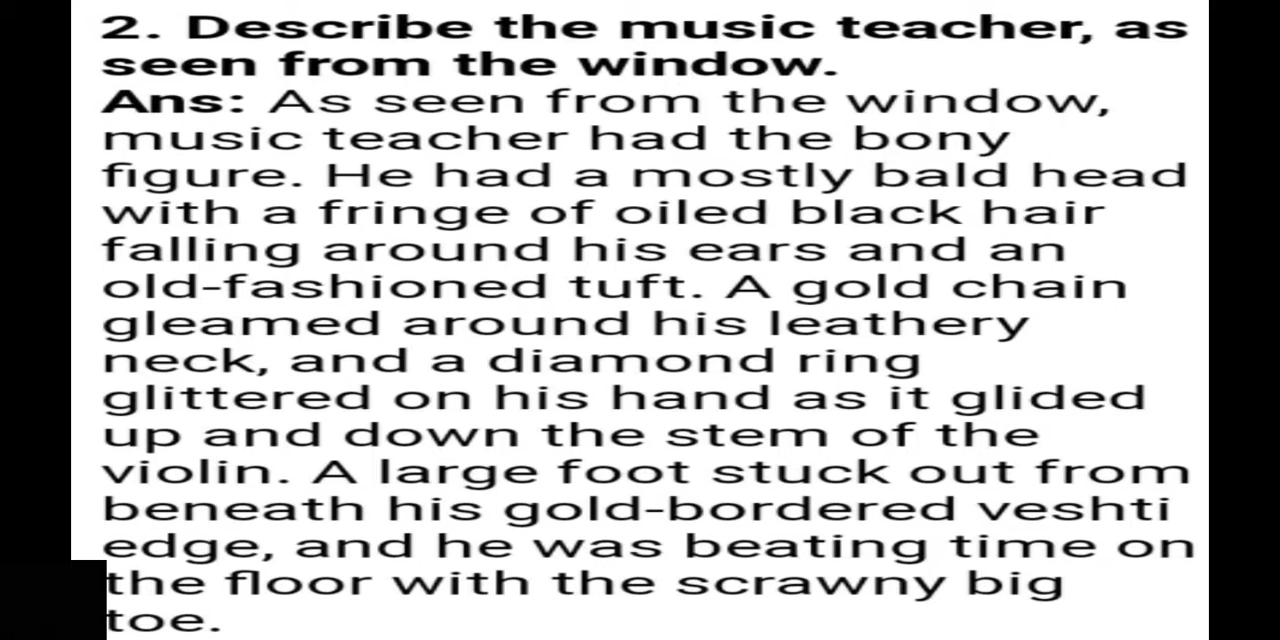 2. Describe the music teacher, as
seen from the window.
Ans: As seen from the window,
music teacher had the bony
figure. He had a mostly bald head
with a fringe of oiled black hair
falling around his ears and an
old-fashioned tuft. A gold chain
gleamed around his leathery
neck, and a diamond ring
glittered on his hand as it glided
up and down the stem of the
violin. A large foot stuck out from
beneath his gold-bordered veshti
edge, and he was beating time on
the floor with the scrawny big
toe.